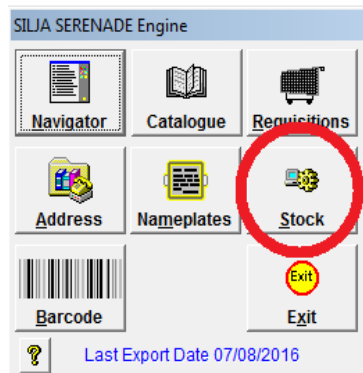 SILJA SERENADE Engine
Navigator Catalogue Requisitions
Address Nameplates Stock
Exit
Barcode Exit
? Last Export Date 07/08/2016